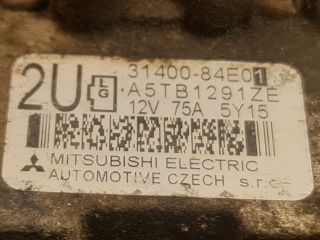 2U LG 31400-84E01
A5TB1291ZE
12V 75A 5Y15
MITSUBISHI ELECTRIC
AUTOMOTIVE CZECH s.r.o